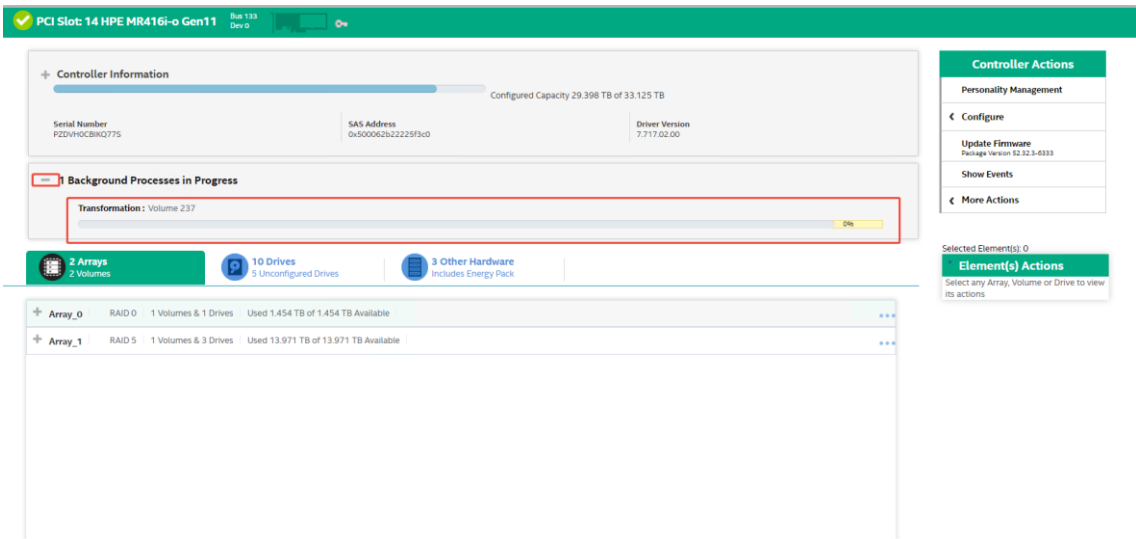 PCI Slot: 14 HPE MR416i-o Gen11 Bus 133
Dev 0
Controller Information
Configured Capacity 29.398 TB of 33.125 TB
Serial Number SAS Address Driver Version
PZDVH0CBIKQ77S 0x500062b22225f3c0 7.717.02.00
1 Background Processes in Progress
Transformation : Volume 237
0%
2 Arrays 10 Drives 3 Other Hardware
2 Volumes 5 Unconfigured Drives Includes Energy Pack
Array_0 RAID 0 1 Volumes & 1 Drives Used 1.454 TB of 1.454 TB Available
Array_1 RAID 5 1 Volumes & 3 Drives Used 13.971 TB of 13.971 TB Available
Controller Actions
Personality Management
Configure
Update Firmware
Package Version 52.32.3-6333
Show Events
More Actions
Selected Element(s): 0
Element(s) Actions
Select any Array, Volume or Drive to view
its actions